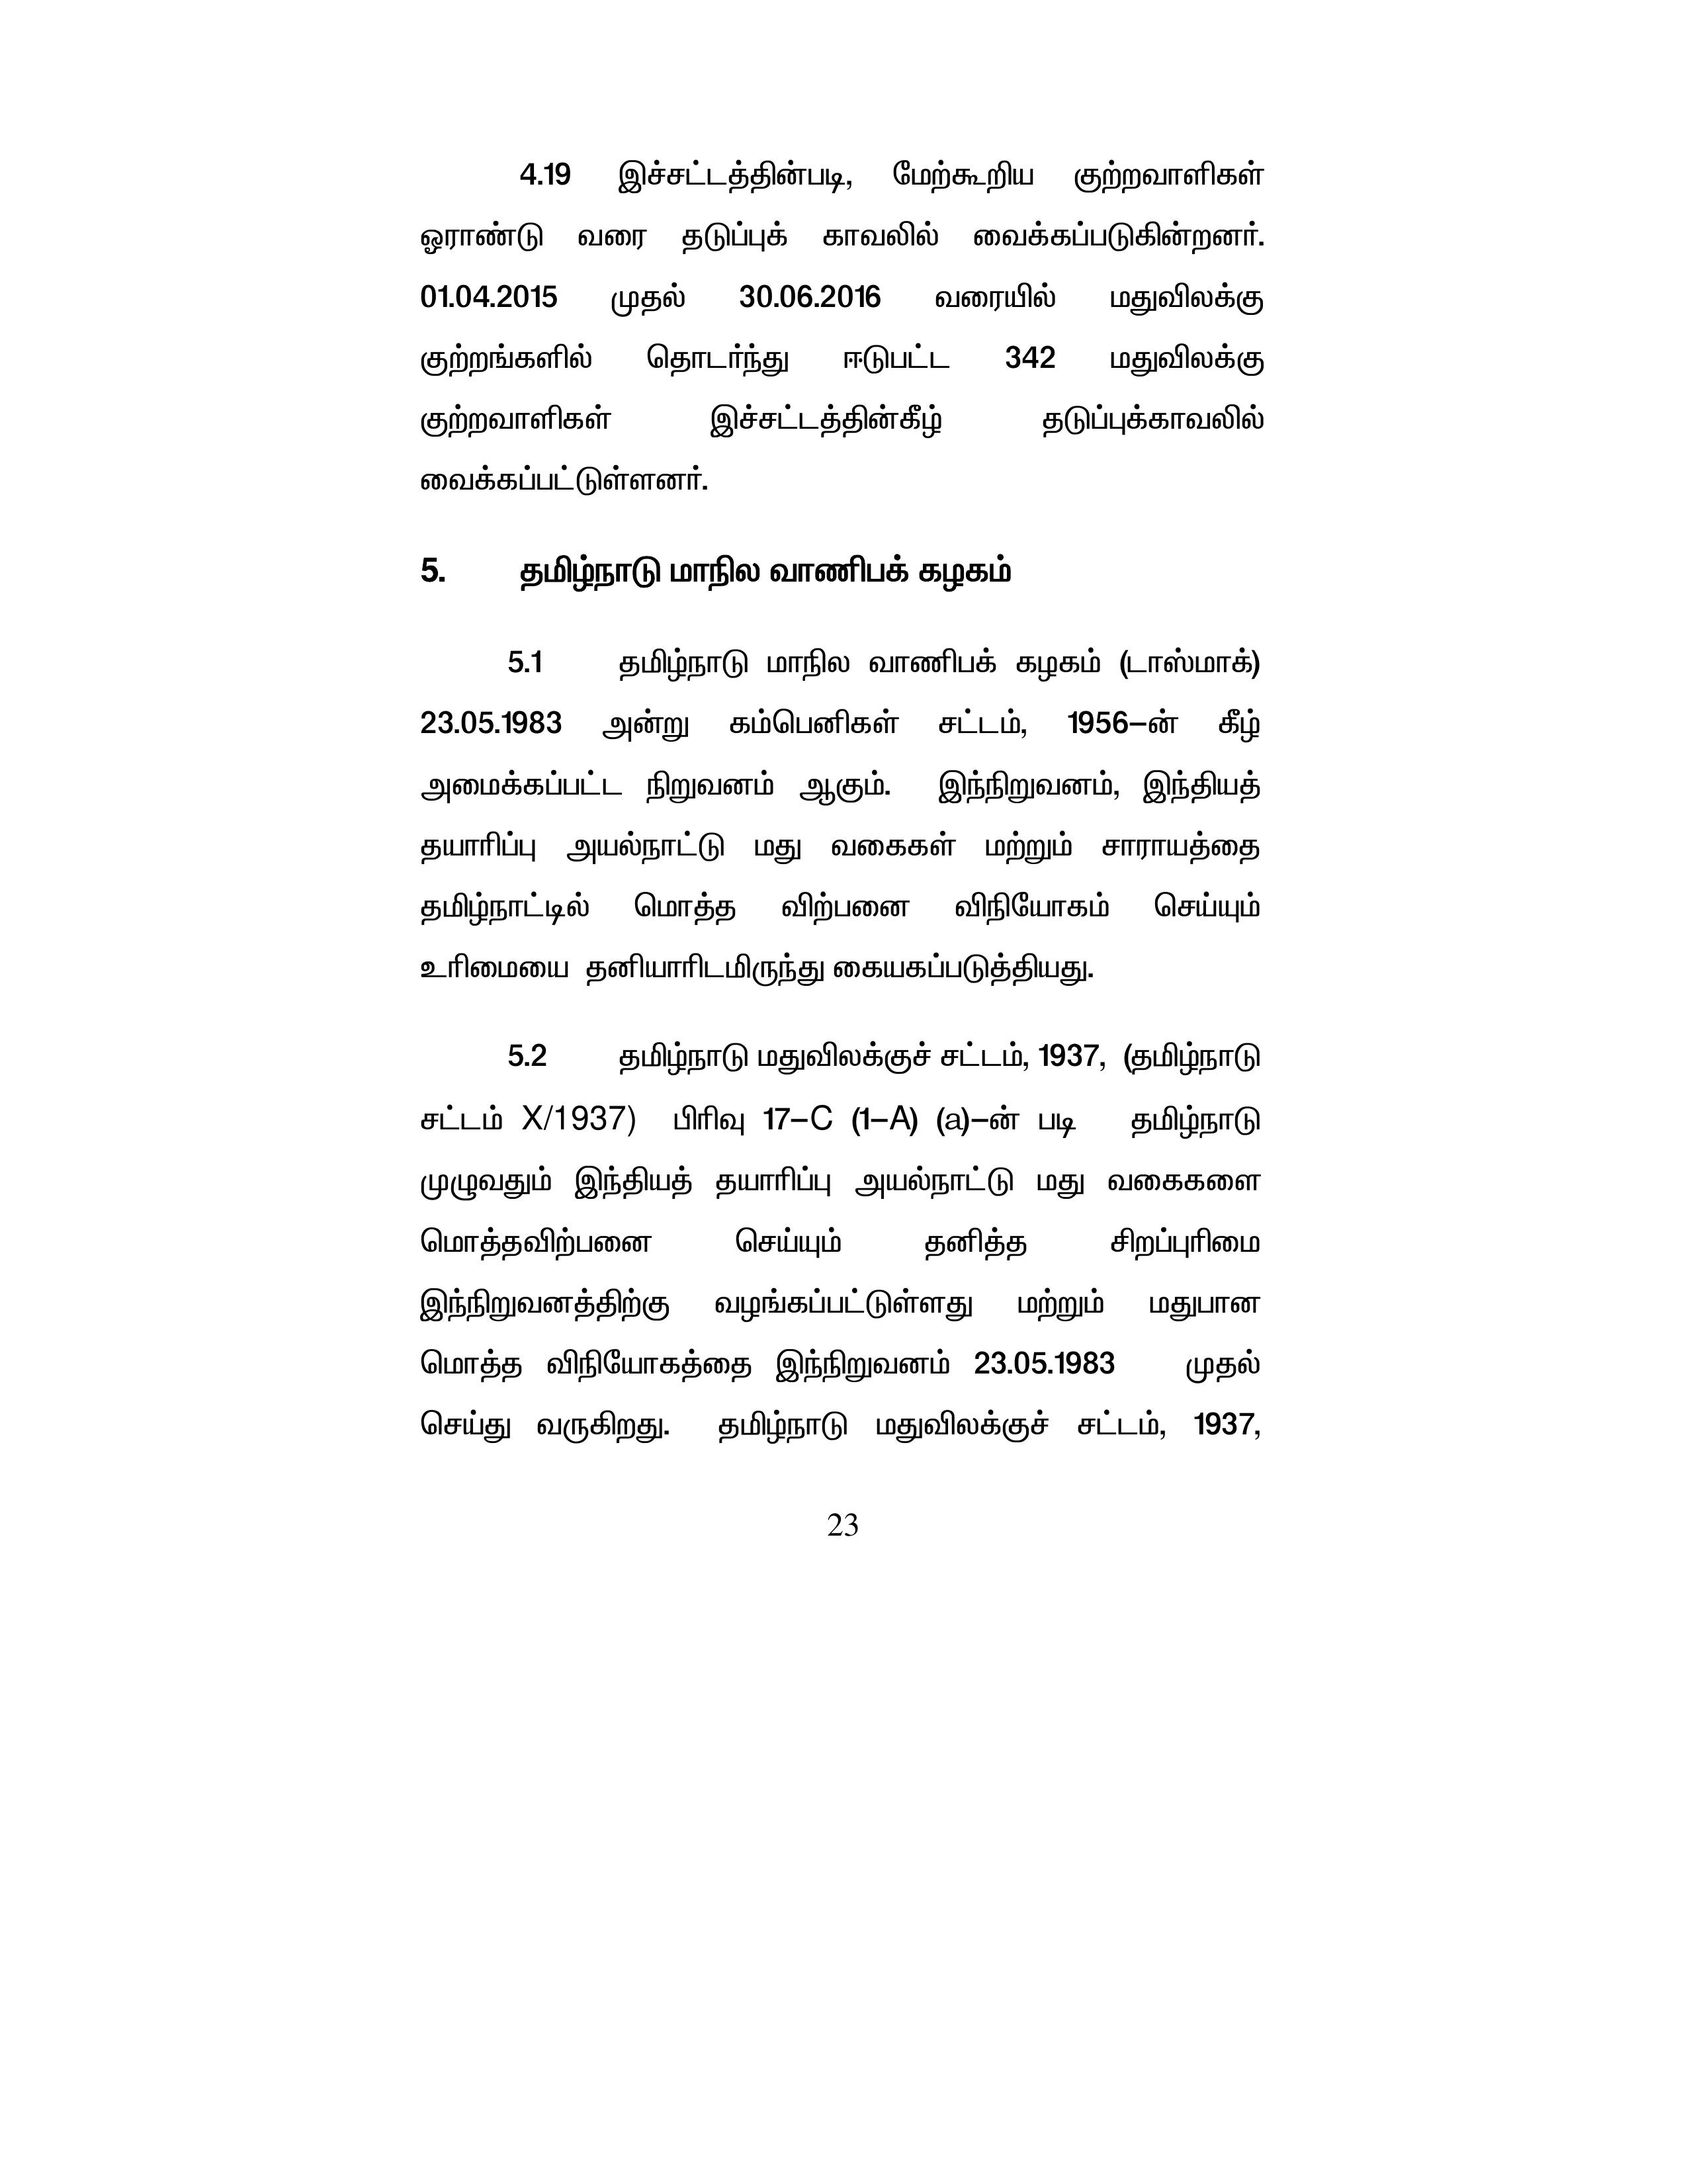 4.19 இச்சட்டத்தின்படி, மேற்கூறிய குற்றவாளிகள்
ஓராண்டு வரை தடுப்புக் காவலில் வைக்கப்படுகின்றனர்.
01.04.2015 முதல் 30.06.2016 வரையில் மதுவிலக்கு
குற்றங்களில் தொடர்ந்து ஈடுபட்ட 342 மதுவிலக்கு
குற்றவாளிகள் இச்சட்டத்தின்கீழ் தடுப்புக்காவலில்
வைக்கப்பட்டுள்ளனர்.
5. தமிழ்நாடு மாநில வாணிபக் கழகம்
5.1 தமிழ்நாடு மாநில வாணிபக் கழகம் (டாஸ்மாக்)
23.05.1983 அன்று கம்பெனிகள் சட்டம், 1956–ன் கீழ்
அமைக்கப்பட்ட நிறுவனம் ஆகும். இந்நிறுவனம், இந்தியத்
தயாரிப்பு அயல்நாட்டு மது வகைகள் மற்றும் சாராயத்தை
தமிழ்நாட்டில் மொத்த விற்பனை விநியோகம் செய்யும்
உரிமையை தனியாரிடமிருந்து கையகப்படுத்தியது.
5.2 தமிழ்நாடு மதுவிலக்குச் சட்டம், 1937, (தமிழ்நாடு
சட்டம் X/1937) பிரிவு 17–C (1–A) (a)–ன் படி தமிழ்நாடு
முழுவதும் இந்தியத் தயாரிப்பு அயல்நாட்டு மது வகைகளை
மொத்தவிற்பனை செய்யும் தனித்த சிறப்புரிமை
இந்நிறுவனத்திற்கு வழங்கப்பட்டுள்ளது மற்றும் மதுபான
மொத்த விநியோகத்தை இந்நிறுவனம் 23.05.1983 முதல்
செய்து வருகிறது. தமிழ்நாடு மதுவிலக்குச் சட்டம், 1937,
23